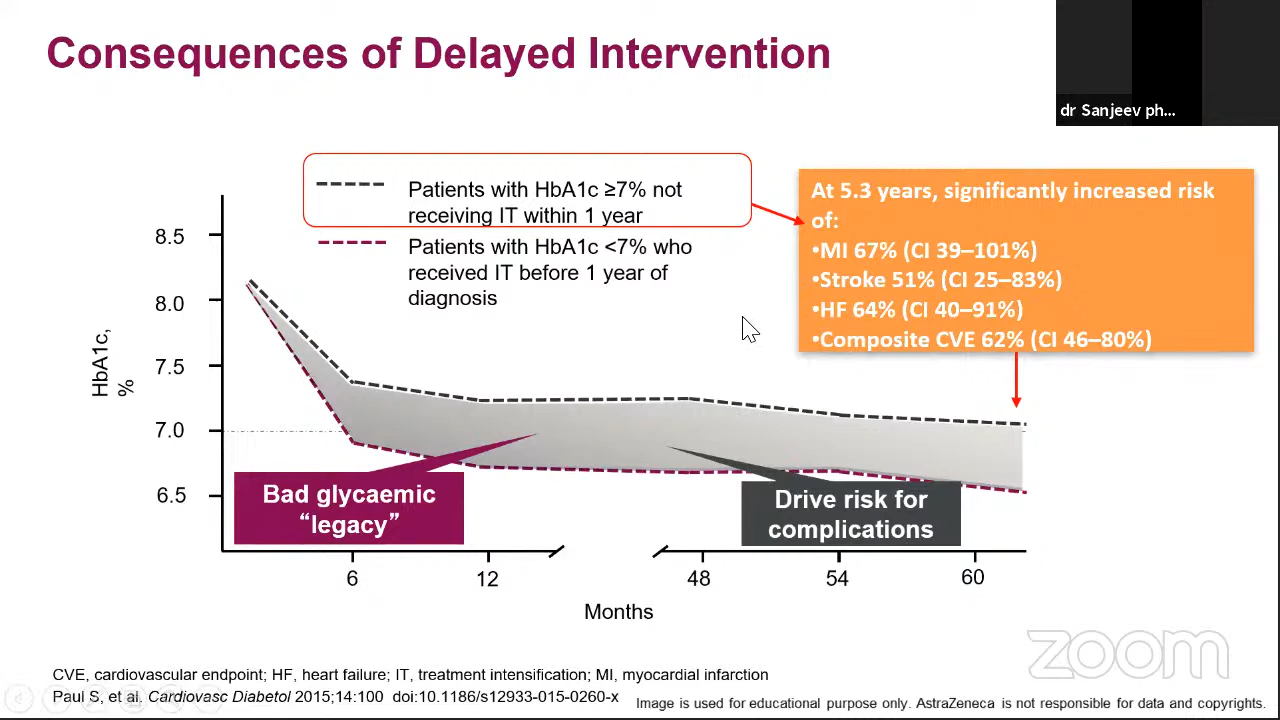 Consequences of Delayed Intervention
dr Sanjeev ph...
Patients with HbA1c ≥7% not
receiving IT within 1 year
Patients with HbA1c <7% who
received IT before 1 year of
diagnosis
At 5.3 years, significantly increased risk
of:
•MI 67% (CI 39–101%)
•Stroke 51% (CI 25–83%)
•HF 64% (CI 40–91%)
•Composite CVE 62% (CI 46–80%)
HbA1c,
%
8.5
8.0
7.5
7.0
6.5
Bad glycaemic
“legacy”
Drive risk for
complications
6
12
48
54
60
Months
zoom
CVE, cardiovascular endpoint; HF, heart failure; IT, treatment intensification; MI, myocardial infarction
Paul S, et al. Cardiovasc Diabetol 2015;14:100 doi:10.1186/s12933-015-0260-x
Image is used for educational purpose only. AstraZeneca is not responsible for data and copyrights.